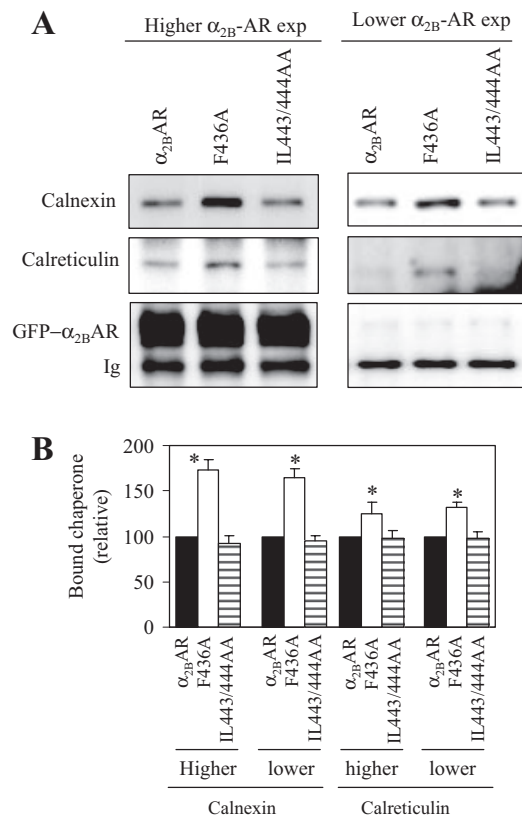 A
Higher α2B-AR exp
Lower α2B-AR exp
α2BAR
F436A
IL443/444AA
α2BAR
F436A
IL443/444AA
Calnexin
Calreticulin
GFP–α2BAR
Ig
B
Bound chaperone
(relative)
200
150
100
50
0
*
*
*
*
α2BAR
F436A
IL443/444AA
α2BAR
F436A
IL443/444AA
α2BAR
F436A
IL443/444AA
α2BAR
F436A
IL443/444AA
Higher
lower
higher
lower
Calnexin
Calreticulin